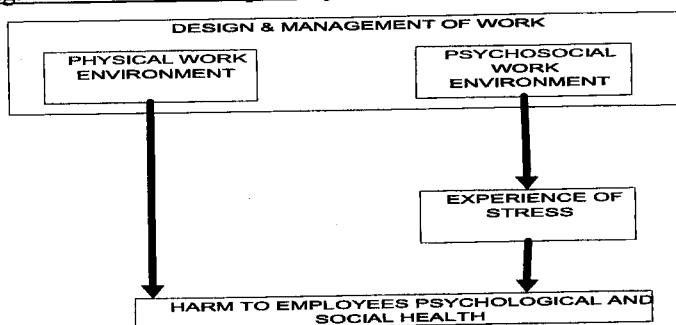 DESIGN & MANAGEMENT OF WORK
PHYSICAL WORK
ENVIRONMENT
PSYCHOSOCIAL
WORK
ENVIRONMENT
EXPERIENCE OF
STRESS
HARM TO EMPLOYEES PSYCHOLOGICAL AND
SOCIAL HEALTH